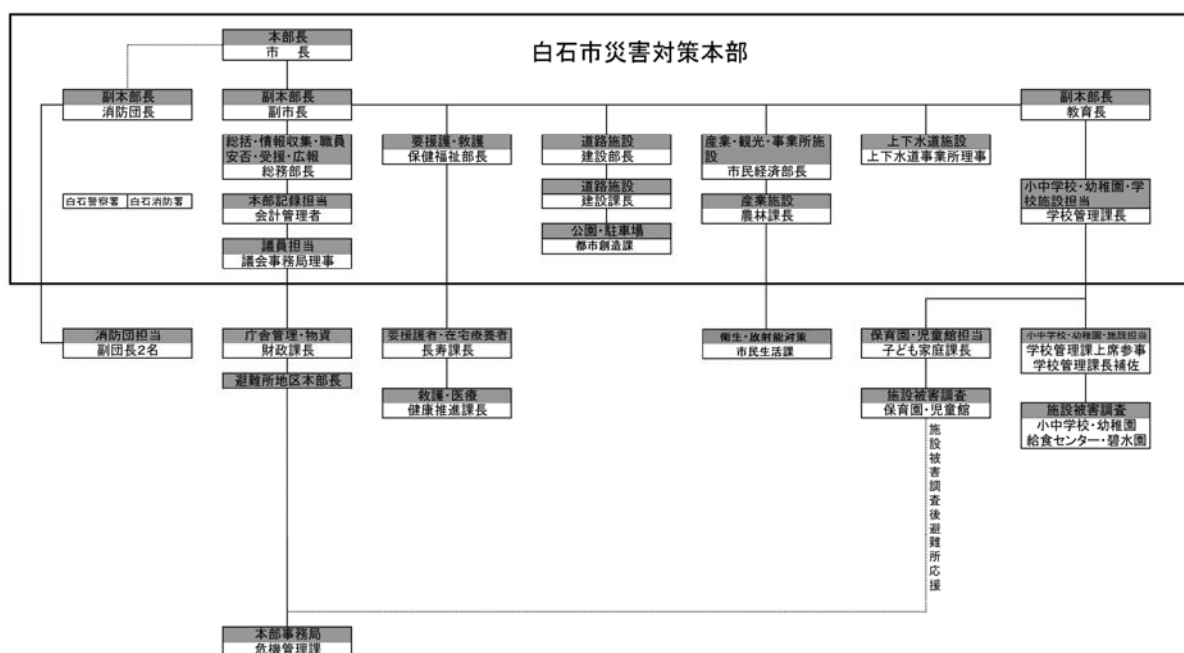 白石市災害対策本部
本部長
市　長
副本部長
消防団長
副本部長
副市長
副本部長
教育長
総括・情報収集・職員
安否・受援・広報
総務部長
要援護・救護
保健福祉部長
道路施設
建設部長
産業・観光・事業所施
設
市民経済部長
上下水道施設
上下水道事業所理事
白石警察署
白石消防署
本部記録担当
会計管理者
道路施設
建設課長
産業施設
農林課長
小中学校・幼稚園・学
校施設担当
学校管理課長
議員担当
議会事務局理事
公園・駐車場
都市創造課
消防団担当
副団長2名
庁舎管理・物資
財政課長
要援護者・在宅療養者
長寿課長
衛生・放射能対策
市民生活課
保育園・児童館担当
子ども家庭課長
小中学校・幼稚園・施設担当
学校管理課上席参事
学校管理課長補佐
避難所地区本部長
救護・医療
健康推進課長
施設被害調査
保育園・児童館
施設被害調査
小中学校・幼稚園
給食センター・碧水園
施設被害調査後避難所応援
本部事務局
危機管理課